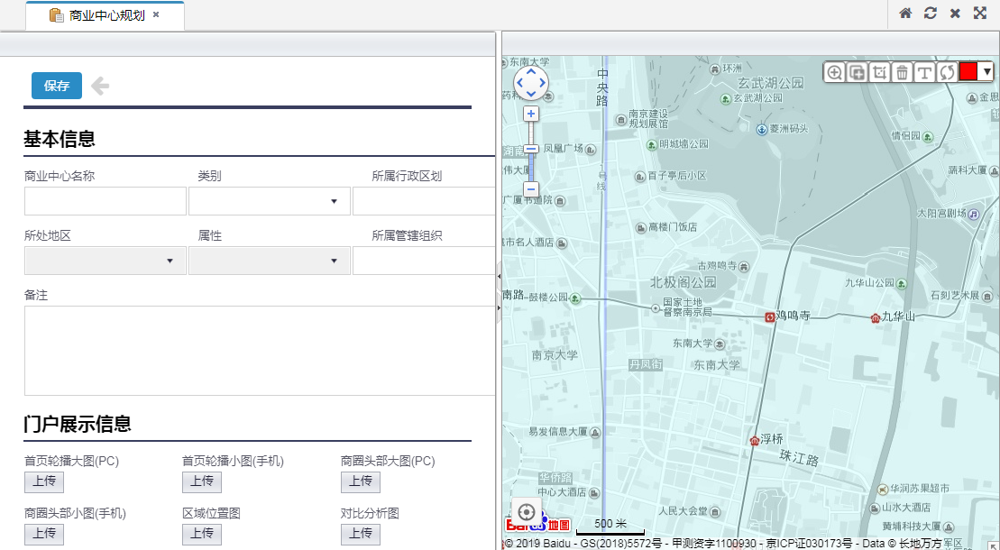 商业中心规划 ×
保存
基本信息
商业中心名称 类别 所属行政区划
所处地区 属性 所属管辖组织
备注
门户展示信息
首页轮播大图(PC) 首页轮播小图(手机) 商圈头部大图(PC)
上传 上传 上传
商圈头部小图(手机) 区域位置图 对比分析图
上传 上传 上传
东南大学
中央路
环洲
玄武湖公园
玄武湖公园
T
金思
药科
南京建设
规划展馆
菱洲码头
情侣园
湖南
凤凰广场
明城墙公园
伟大厦
号线
百子亭后小区
蔬科大厦
广厦书道院
太阳宫剧场
高楼门饭店
城市名人酒店
古鸡鸣寺
北极阁公园
九华山公园
南路
鼓楼公园
国家土地
督察南京局
石刻艺术展
鸡鸣寺
九华山
东南大学
南京大学
丹凤街
东南大学
易发信息大厦
浮桥
珠江路
华侨路
中心大酒店
华润苏果超市
山水大酒店
人民大会堂
黄埔科技大厦
500 米
Bai 地图
© 2019 Baidu - GS(2018)5572号 - 甲测资字1100930 - 京ICP证030173号 - Data © 长地万方
军区